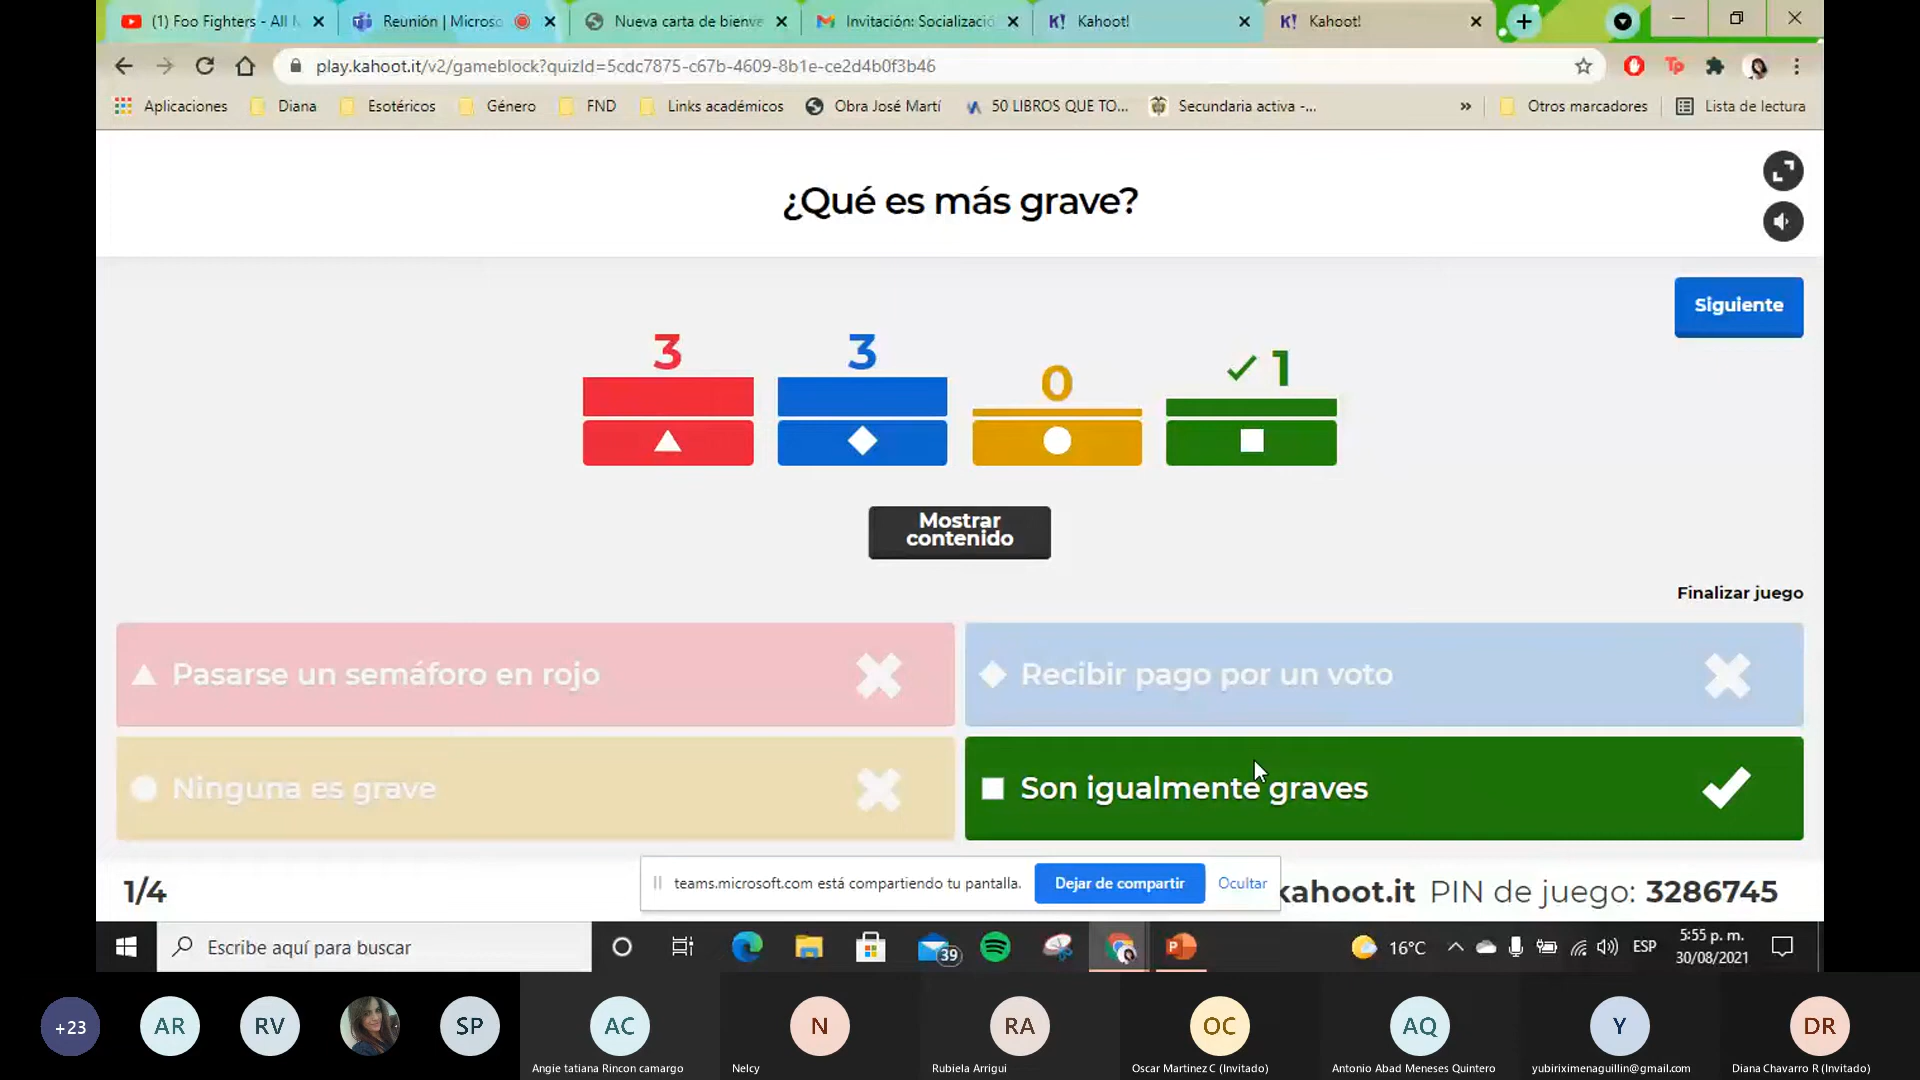 (1) Foo Fighters - All
Reunión | Microso
Nueva carta de bienve
Invitación: Socializació
K! Kahoot!
K! Kahoot!
play.kahoot.it/v2/gameblock?quizId=5cdc7875-c67b-4609-8b1e-ce2d4b0f3b46
Tp
Aplicaciones
Diana
Esotéricos
Género
FND
Links académicos
Obra José Martí
50 LIBROS QUE TO...
Secundaria activa -...
»
Otros marcadores
Lista de lectura
¿Qué es más grave?
Siguiente
3
3
0
1
Mostrar
contenido
Finalizar juego
Pasarse un semáforo en rojo
Recibir pago por un voto
Ninguna es grave
Son igualmente graves
1/4
teams.microsoft.com está compartiendo tu pantalla.
Dejar de compartir
Ocultar
kahoot.it PIN de juego: 3286745
Escribe aquí para buscar
39
16°C
ESP
5:55 p. m.
30/08/2021
+23
AR
RV
SP
AC
N
RA
OC
AQ
Y
DR
Angie tatiana Rincon camargo
Nelcy
Rubiela Arrigui
Oscar Martinez C (Invitado)
Antonio Abad Meneses Quintero
yubiriximenaguillin@gmail.com
Diana Chavarro R (Invitado)